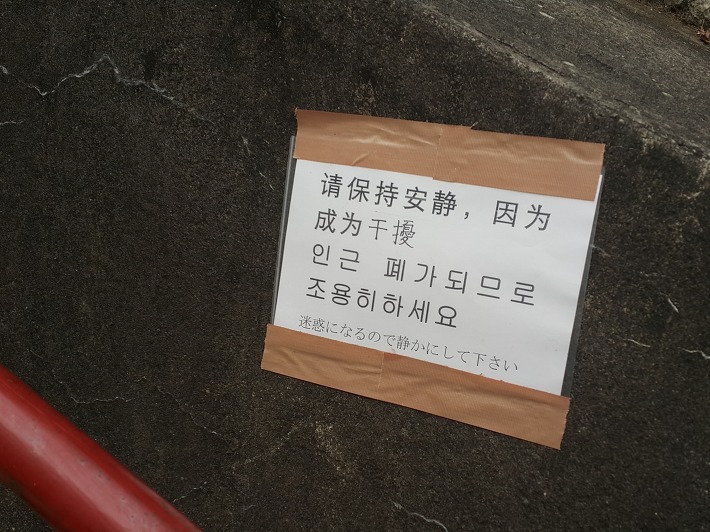 请保持安静，因为
成为干擾
인근 폐가되므로
조용히하세요
迷惑になるので静かにして下さい